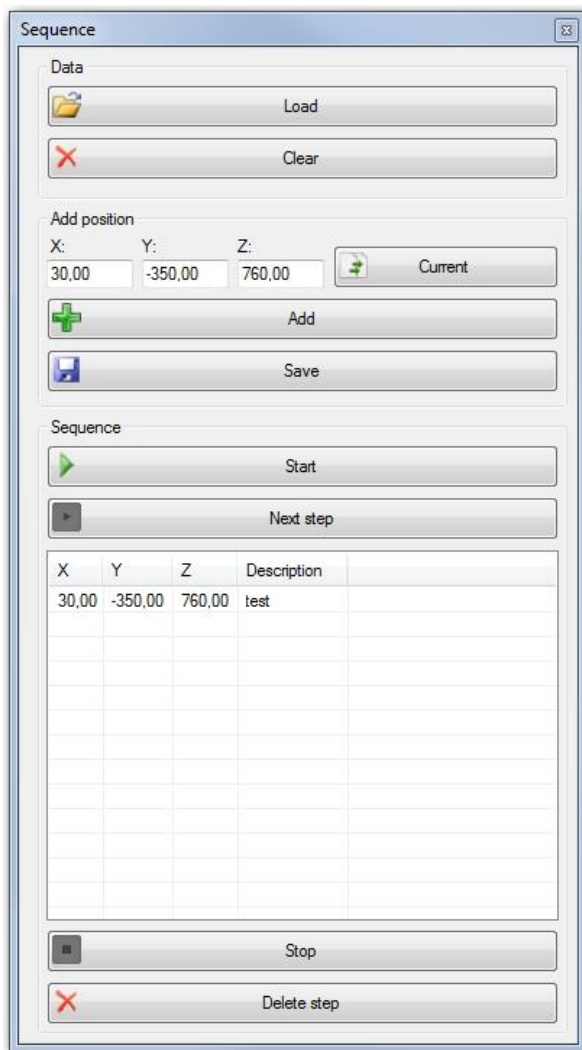 Sequence
Data
Load
Clear
Add position
X: Y: Z:
30,00 -350,00 760,00 Current
Add
Save
Sequence
Start
Next step
X Y Z Description
30,00 -350,00 760,00 test
Stop
Delete step